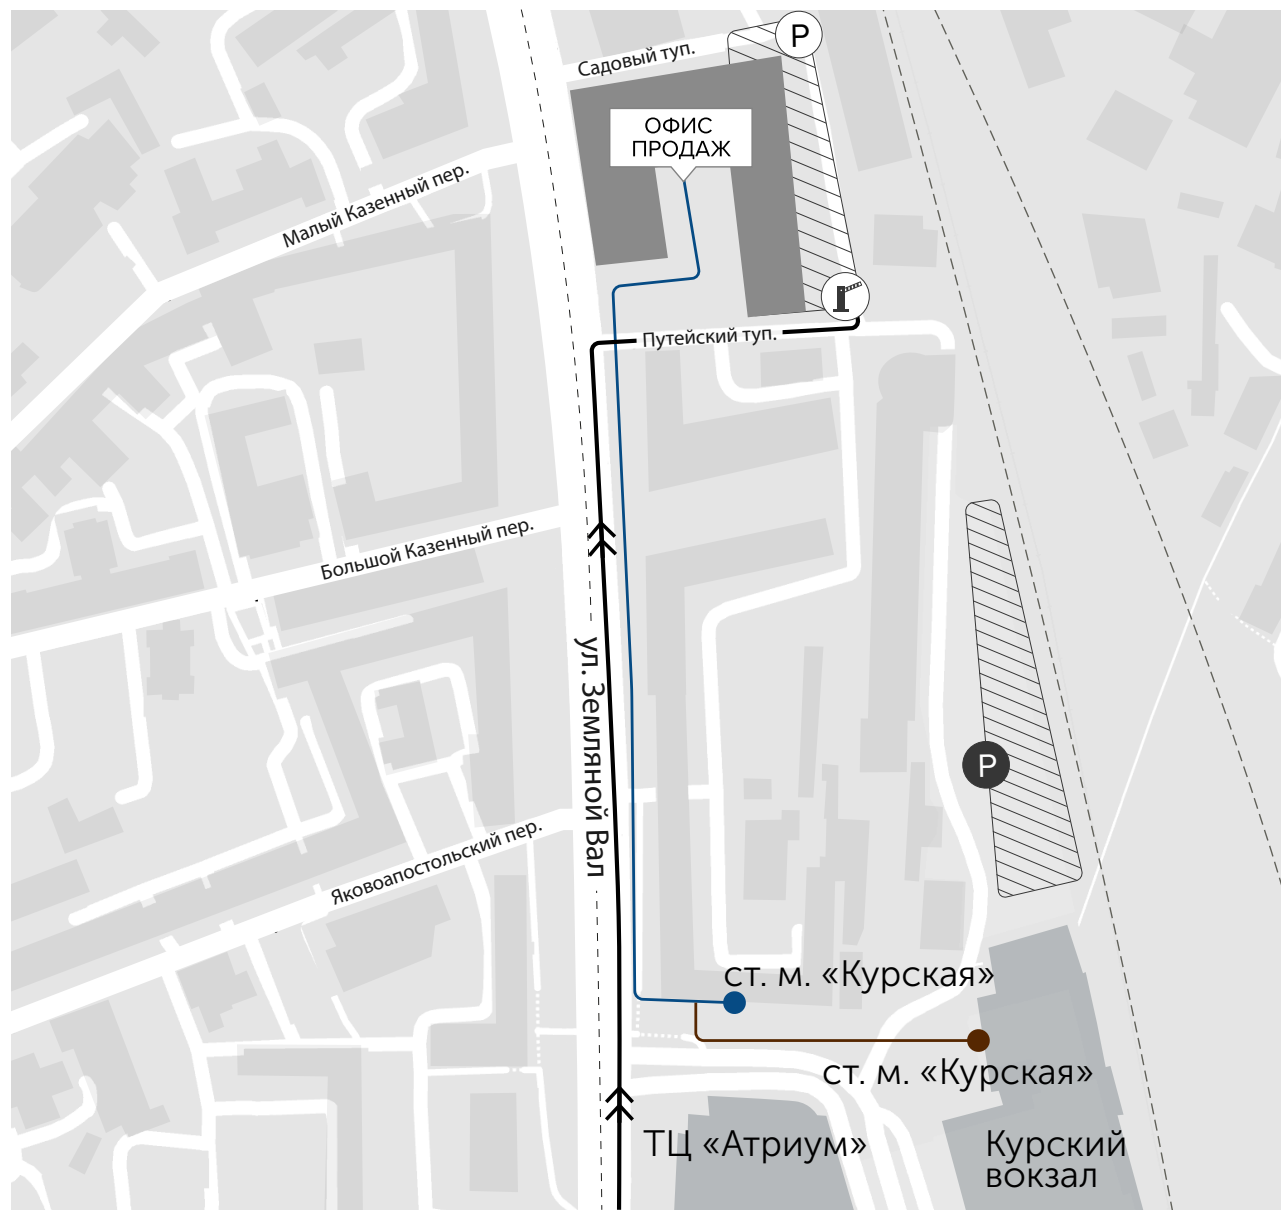 P
Садовый туп.
ОФИС
ПРОДАЖ
Малый Казенный пер.
Путейский туп.
Большой Казенный пер.
ул. Земляной Вал
P
Яковоапостольский пер.
ст. м. «Курская»
ст. м. «Курская»
ТЦ «Атриум»
Курский
вокзал